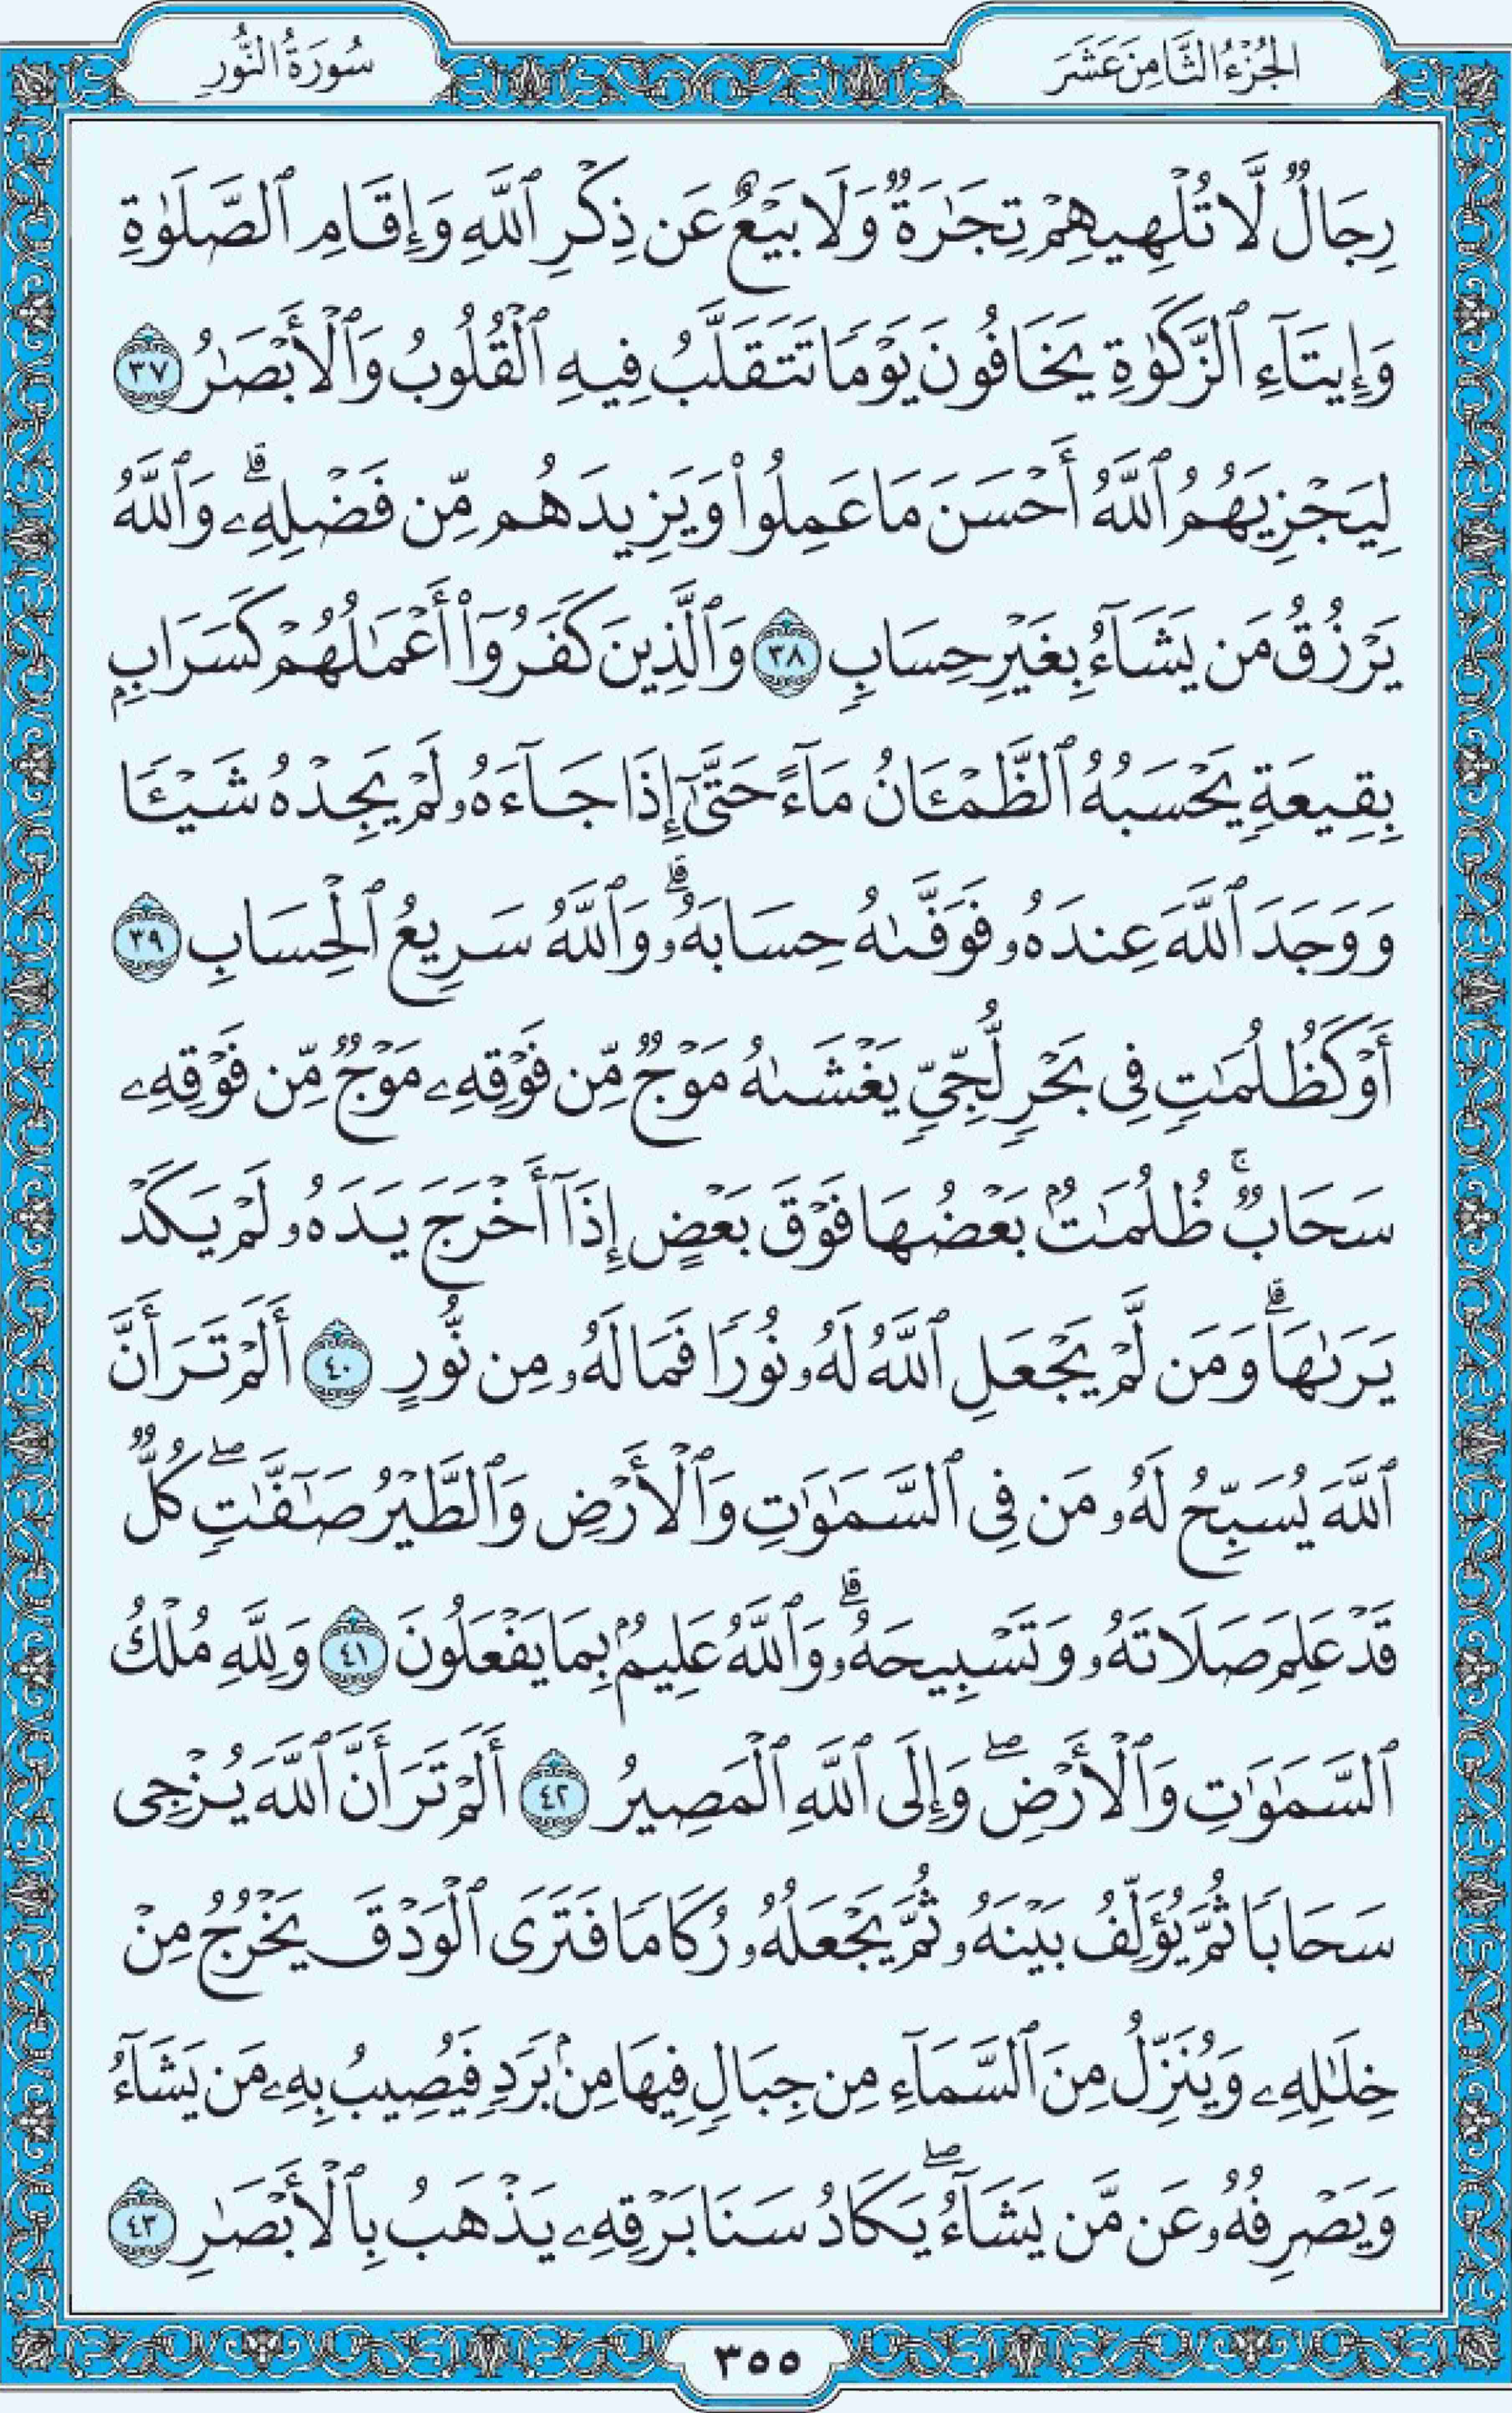 الجُزْءُ الثَّامِنَ عَشَرَ
سُورَةُ النُّورِ
رِجَالٌ لَّا تُلْهِيهِمْ تِجَٰرَةٌ وَلَا بَيْعٌ عَن ذِكْرِ ٱللَّهِ وَإِقَامِ ٱلصَّلَوٰةِ
وَإِيتَآءِ ٱلزَّكَوٰةِ يَخَافُونَ يَوْمًا تَتَقَلَّبُ فِيهِ ٱلْقُلُوبُ وَٱلْأَبْصَٰرُ ٣٧
لِيَجْزِيَهُمُ ٱللَّهُ أَحْسَنَ مَا عَمِلُوا۟ وَيَزِيدَهُم مِّن فَضْلِهِۦۗ وَٱللَّهُ
يَرْزُقُ مَن يَشَآءُ بِغَيْرِ حِسَابٍ ٣٨ وَٱلَّذِينَ كَفَرُوٓا۟ أَعْمَٰلُهُمْ كَسَرَابٍۭ
بِقِيعَةٍ يَحْسَبُهُ ٱلظَّمْـَٔانُ مَآءً حَتَّىٰٓ إِذَا جَآءَهُۥ لَمْ يَجِدْهُ شَيْـًٔا
وَوَجَدَ ٱللَّهَ عِندَهُۥ فَوَفَّىٰهُ حِسَابَهُۥۗ وَٱللَّهُ سَرِيعُ ٱلْحِسَابِ ٣٩
أَوْ كَظُلُمَٰتٍ فِى بَحْرٍ لُّجِّىٍّ يَغْشَىٰهُ مَوْجٌ مِّن فَوْقِهِۦ مَوْجٌ مِّن فَوْقِهِۦ
سَحَابٌۚ ظُلُمَٰتٌۢ بَعْضُهَا فَوْقَ بَعْضٍ إِذَآ أَخْرَجَ يَدَهُۥ لَمْ يَكَدْ
يَرَىٰهَاۗ وَمَن لَّمْ يَجْعَلِ ٱللَّهُ لَهُۥ نُورًا فَمَا لَهُۥ مِن نُّورٍ ٤٠ أَلَمْ تَرَ أَنَّ
ٱللَّهَ يُسَبِّحُ لَهُۥ مَن فِى ٱلسَّمَٰوَٰتِ وَٱلْأَرْضِ وَٱلطَّيْرُ صَٰٓفَّٰتٍۖ كُلٌّ
قَدْ عَلِمَ صَلَاتَهُۥ وَتَسْبِيحَهُۥۗ وَٱللَّهُ عَلِيمٌۢ بِمَا يَفْعَلُونَ ٤١ وَلِلَّهِ مُلْكُ
ٱلسَّمَٰوَٰتِ وَٱلْأَرْضِۖ وَإِلَى ٱللَّهِ ٱلْمَصِيرُ ٤٢ أَلَمْ تَرَ أَنَّ ٱللَّهَ يُزْجِى
سَحَابًا ثُمَّ يُؤَلِّفُ بَيْنَهُۥ ثُمَّ يَجْعَلُهُۥ رُكَامًا فَتَرَى ٱلْوَدْقَ يَخْرُجُ مِنْ
خِلَٰلِهِۦ وَيُنَزِّلُ مِنَ ٱلسَّمَآءِ مِن جِبَالٍ فِيهَا مِنۢ بَرَدٍ فَيُصِيبُ بِهِۦ مَن يَشَآءُ
وَيَصْرِفُهُۥ عَن مَّن يَشَآءُۖ يَكَادُ سَنَا بَرْقِهِۦ يَذْهَبُ بِٱلْأَبْصَٰرِ ٤٣
٣٥٥